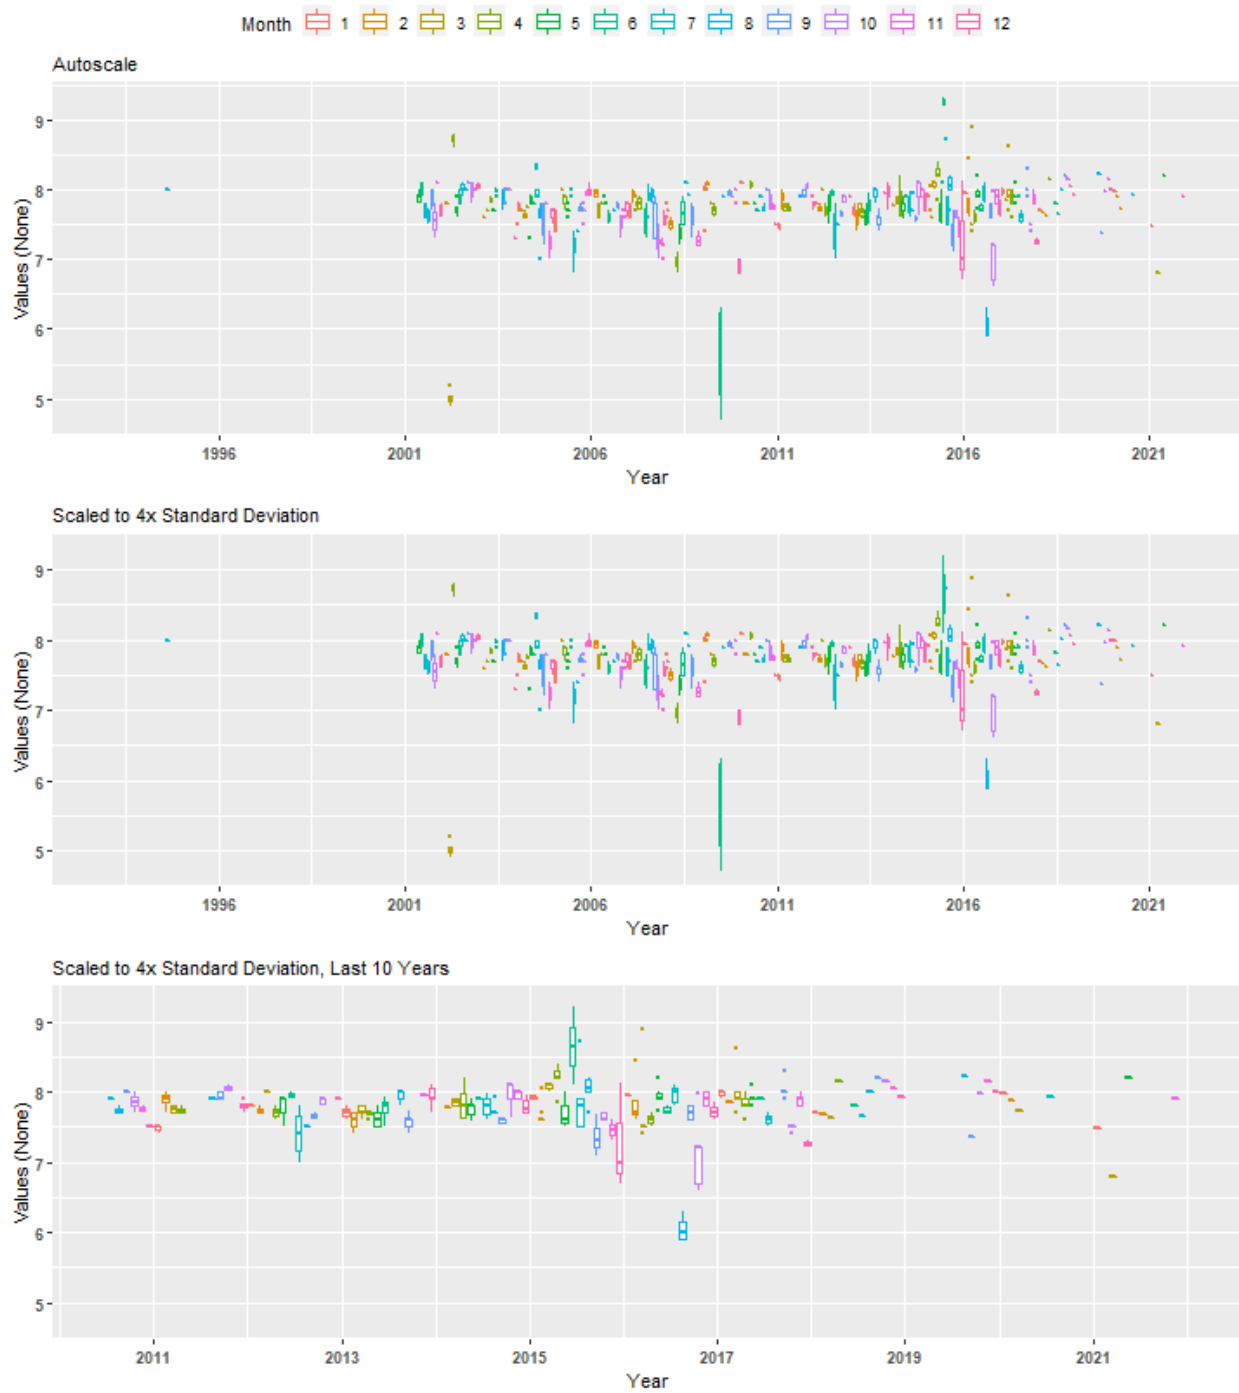 Month 1 2 3 4 5 6 7 8 9 10 11 12
Autoscale
Values (None)
9
8
7
6
5
1996 2001 2006 2011 2016 2021
Year
Scaled to 4x Standard Deviation
Values (None)
9
8
7
6
5
1996 2001 2006 2011 2016 2021
Year
Scaled to 4x Standard Deviation, Last 10 Years
Values (None)
9
8
7
6
5
2011 2013 2015 2017 2019 2021
Year